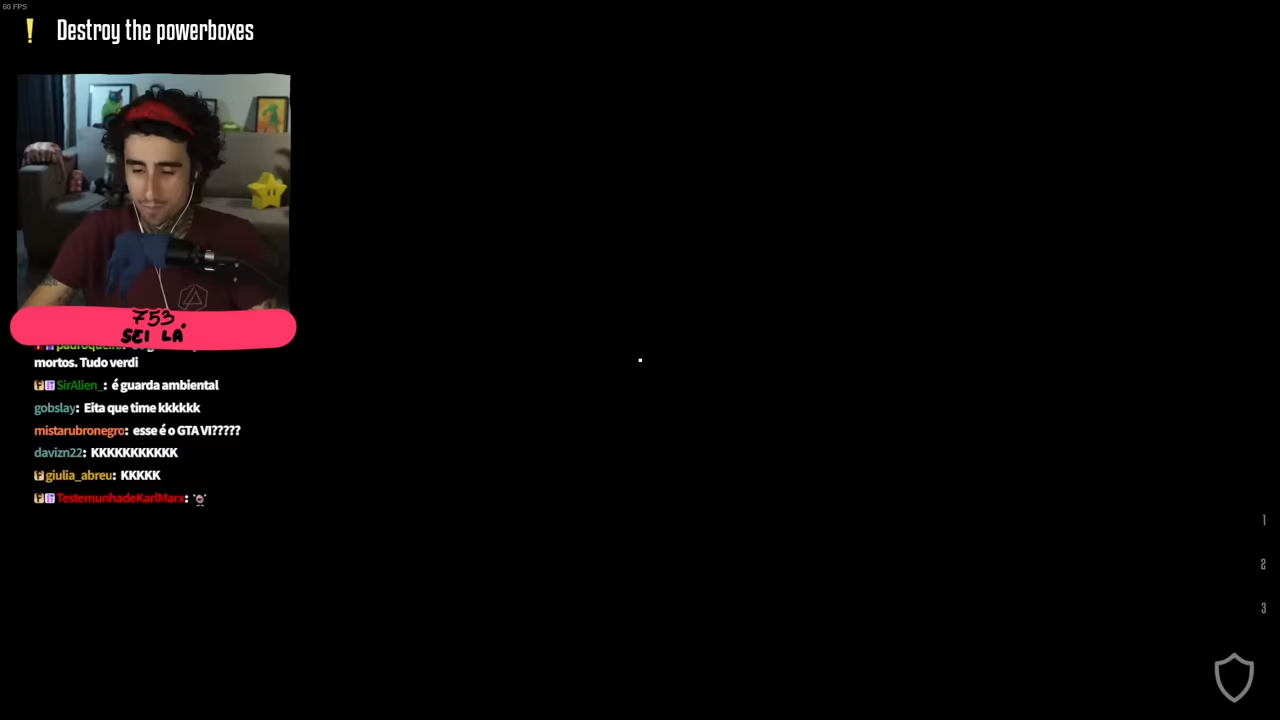 60 FPS
! Destroy the powerboxes
753
SEI LÁ
mortos. Tudo verdi
SirAlien_: é guarda ambiental
gobslay: Eita que time kkkkkk
mistarubronegro: esse é o GTA VI?????
davizn22: KKKKKKKKKKK
giulia_abreu: KKKKK
TestemunhadeKarlMarx:
1
2
3